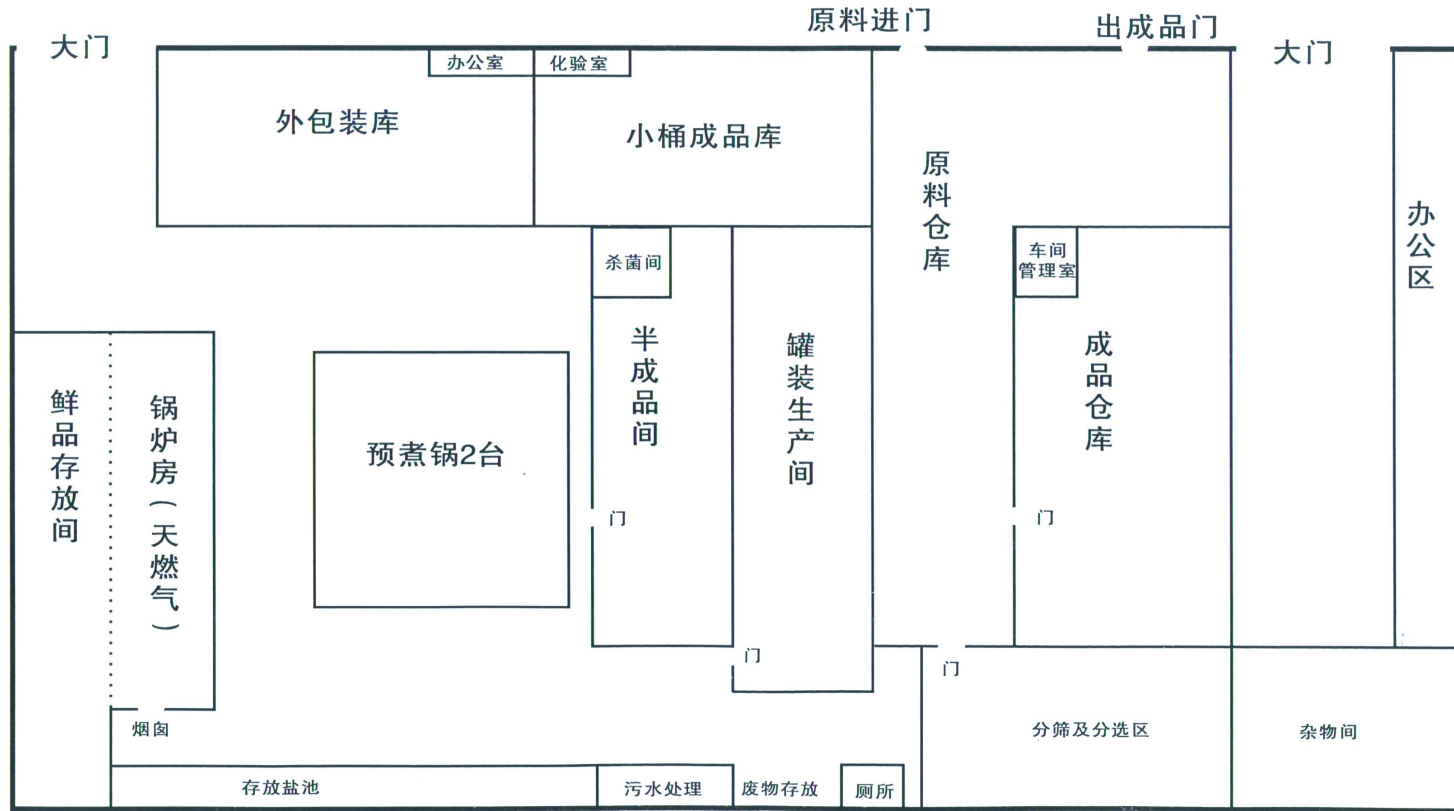 大门
原料进门
出成品门
大门
办公室
化验室
外包装库
小桶成品库
原料仓库
办公区
杀菌间
车间
管理室
半成品间
罐装生产间
成品仓库
鲜品存放间
锅炉房(天燃气)
预煮锅2台
门
门
门
门
烟囱
分筛及分选区
杂物间
存放盐池
污水处理
废物存放
厕所